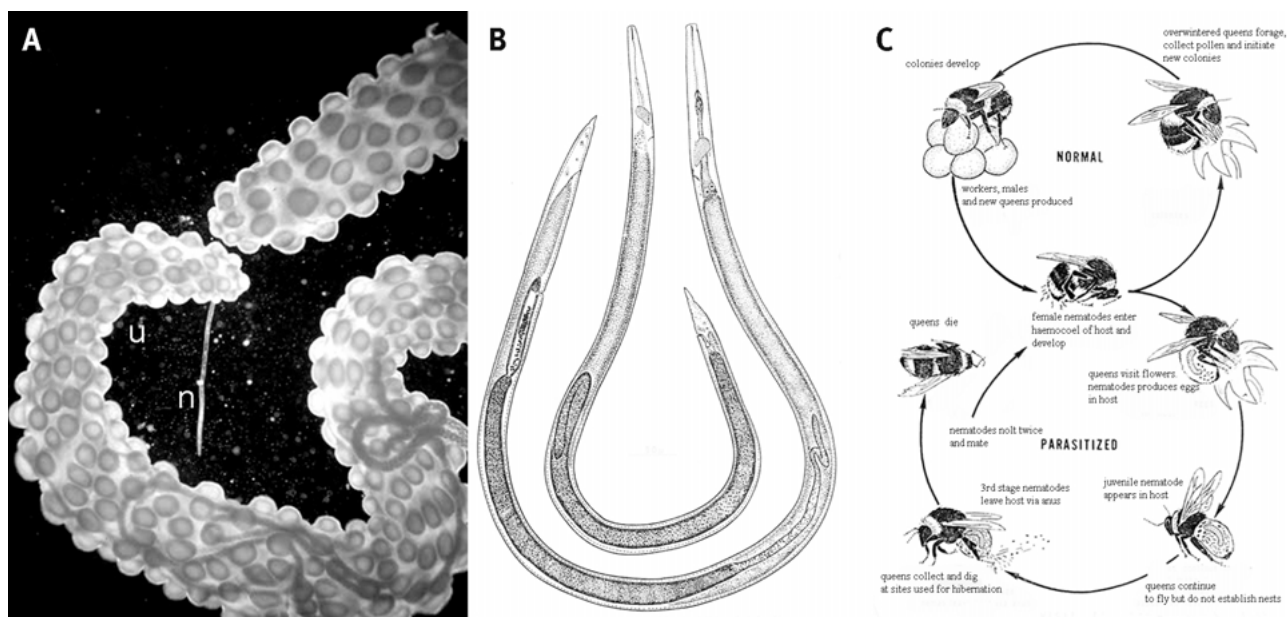 A
u
n
B
C
overwintered queens forage,
collect pollen and initiate
new colonies
colonies develop
NORMAL
workers, males
and new queens produced
female nematodes enter
haemocoel of host and
develop
queens die
queens visit flowers.
nematodes produces eggs
in host
nematodes nolt twice
and mate
PARASITIZED
3rd stage nematodes
leave host via anus
juvenile nematode
appears in host
queens collect and dig
at sites used for hibernation
queens continue
to fly but do not establish nests